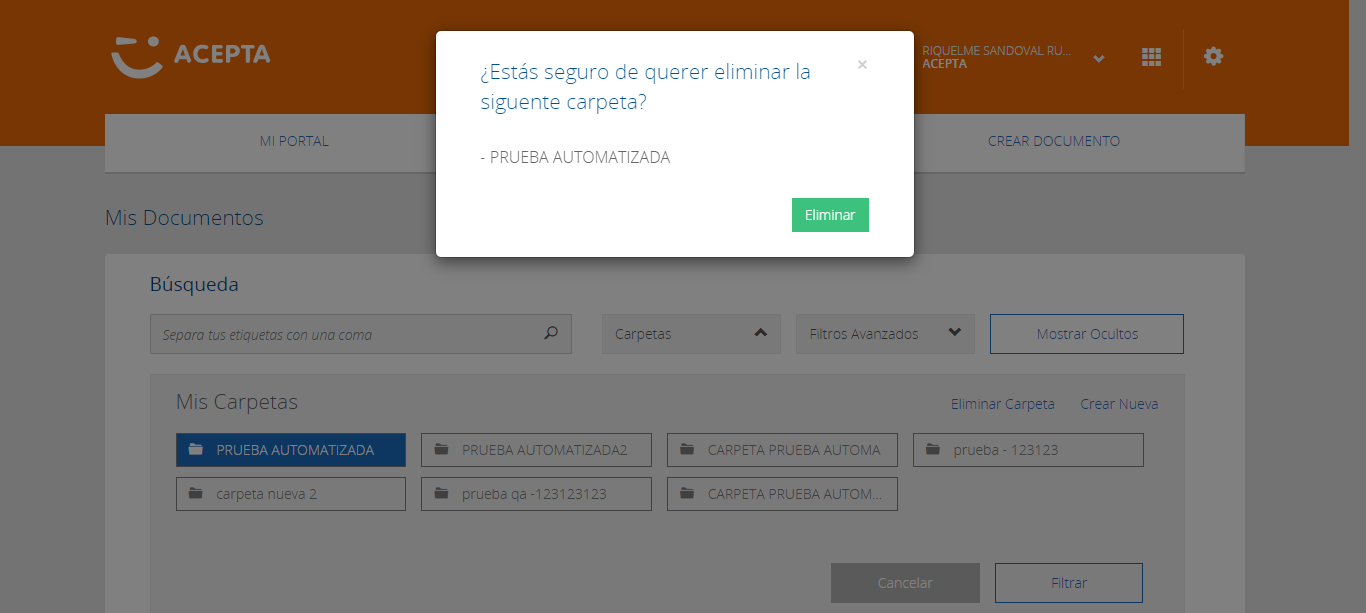 ACEPTA
RIQUELME SANDOVAL RU...
ACEPTA
¿Estás seguro de querer eliminar la
siguente carpeta?
×
- PRUEBA AUTOMATIZADA
Eliminar
MI PORTAL
CREAR DOCUMENTO
Mis Documentos
Búsqueda
Separa tus etiquetas con una coma
Carpetas
Filtros Avanzados
Mostrar Ocultos
Mis Carpetas
Eliminar Carpeta
Crear Nueva
PRUEBA AUTOMATIZADA
PRUEBA AUTOMATIZADA2
CARPETA PRUEBA AUTOMA
prueba - 123123
carpeta nueva 2
prueba qa -123123123
CARPETA PRUEBA AUTOM...
Cancelar
Filtrar